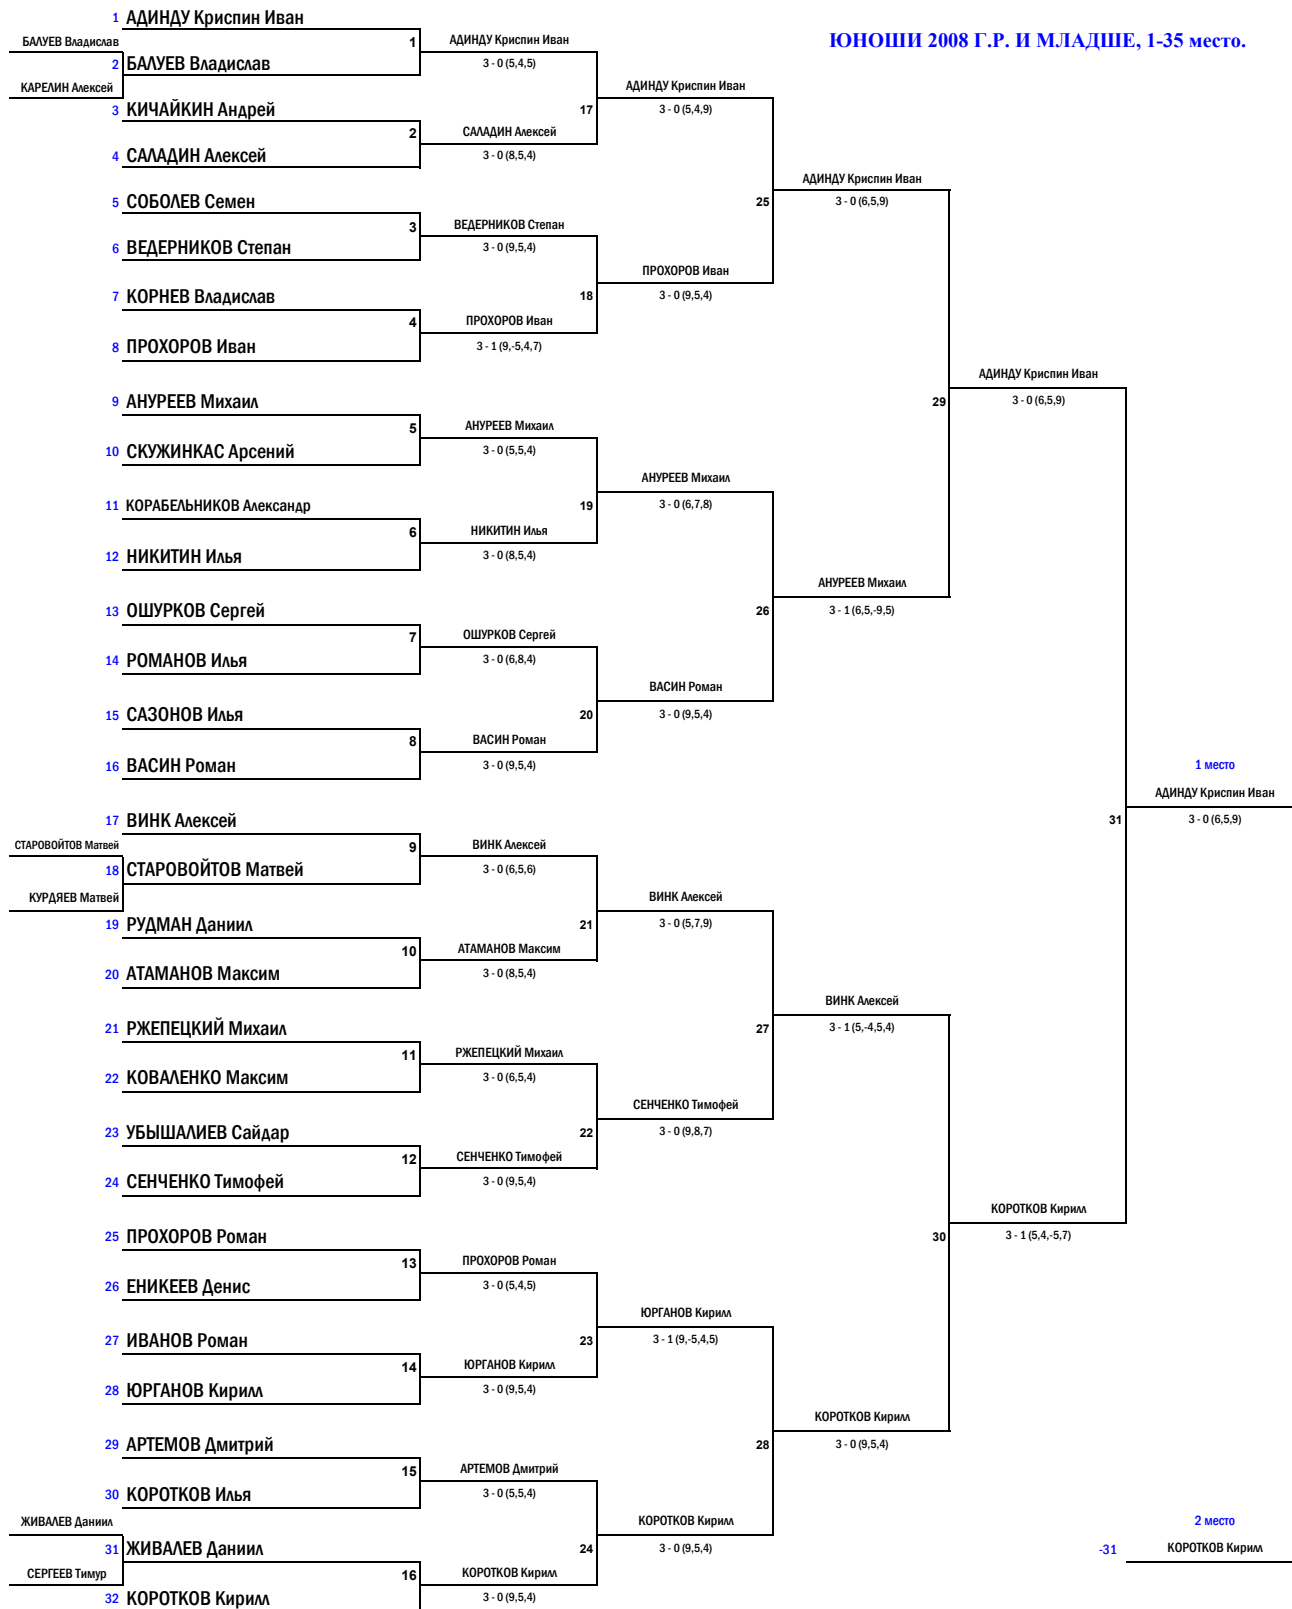 ЮНОШИ 2008 Г.Р. И МЛАДШЕ, 1-35 место.
1 АДИНДУ Криспин Иван
БАЛУЕВ Владислав
2 БАЛУЕВ Владислав
КАРЕЛИН Алексей
3 КИЧАЙКИН Андрей
4 САЛАДИН Алексей
5 СОБОЛЕВ Семен
6 ВЕДЕРНИКОВ Степан
7 КОРНЕВ Владислав
8 ПРОХОРОВ Иван
9 АНУРЕЕВ Михаил
10 СКУЖИНКАС Арсений
11 КОРАБЕЛЬНИКОВ Александр
12 НИКИТИН Илья
13 ОШУРКОВ Сергей
14 РОМАНОВ Илья
15 САЗОНОВ Илья
16 ВАСИН Роман
17 ВИНК Алексей
СТАРОВОЙТОВ Матвей
18 СТАРОВОЙТОВ Матвей
КУРДЯЕВ Матвей
19 РУДМАН Даниил
20 АТАМАНОВ Максим
21 РЖЕПЕЦКИЙ Михаил
22 КОВАЛЕНКО Максим
23 УБЫШАЛИЕВ Сайдар
24 СЕНЧЕНКО Тимофей
25 ПРОХОРОВ Роман
26 ЕНИКЕЕВ Денис
27 ИВАНОВ Роман
28 ЮРГАНОВ Кирилл
29 АРТЕМОВ Дмитрий
30 КОРОТКОВ Илья
ЖИВАЛЕВ Даниил
31 ЖИВАЛЕВ Даниил
СЕРГЕЕВ Тимур
32 КОРОТКОВ Кирилл
1 АДИНДУ Криспин Иван
3 - 0 (5,4,5)
2 САЛАДИН Алексей
3 - 0 (8,5,4)
3 ВЕДЕРНИКОВ Степан
3 - 0 (9,5,4)
4 ПРОХОРОВ Иван
3 - 1 (9,-5,4,7)
5 АНУРЕЕВ Михаил
3 - 0 (5,5,4)
6 НИКИТИН Илья
3 - 0 (8,5,4)
7 ОШУРКОВ Сергей
3 - 0 (6,8,4)
8 ВАСИН Роман
3 - 0 (9,5,4)
9 ВИНК Алексей
3 - 0 (6,5,6)
10 АТАМАНОВ Максим
3 - 0 (8,5,4)
11 РЖЕПЕЦКИЙ Михаил
3 - 0 (6,5,4)
12 СЕНЧЕНКО Тимофей
3 - 0 (9,5,4)
13 ПРОХОРОВ Роман
3 - 0 (5,4,5)
14 ЮРГАНОВ Кирилл
3 - 0 (9,5,4)
15 АРТЕМОВ Дмитрий
3 - 0 (5,5,4)
16 КОРОТКОВ Кирилл
3 - 0 (9,5,4)
17 АДИНДУ Криспин Иван
3 - 0 (5,4,9)
18 ПРОХОРОВ Иван
3 - 0 (9,5,4)
19 АНУРЕЕВ Михаил
3 - 0 (6,7,8)
20 ВАСИН Роман
3 - 0 (9,5,4)
21 ВИНК Алексей
3 - 0 (5,7,9)
22 СЕНЧЕНКО Тимофей
3 - 0 (9,8,7)
23 ЮРГАНОВ Кирилл
3 - 1 (9,-5,4,5)
24 КОРОТКОВ Кирилл
3 - 0 (9,5,4)
25 АДИНДУ Криспин Иван
3 - 0 (6,5,9)
26 АНУРЕЕВ Михаил
3 - 1 (6,5,-9,5)
27 ВИНК Алексей
3 - 1 (5,-4,5,4)
28 КОРОТКОВ Кирилл
3 - 0 (9,5,4)
29 АДИНДУ Криспин Иван
3 - 0 (6,5,9)
30 КОРОТКОВ Кирилл
3 - 1 (5,4,-5,7)
1 место
31 АДИНДУ Криспин Иван
3 - 0 (6,5,9)
2 место
-31 КОРОТКОВ Кирилл